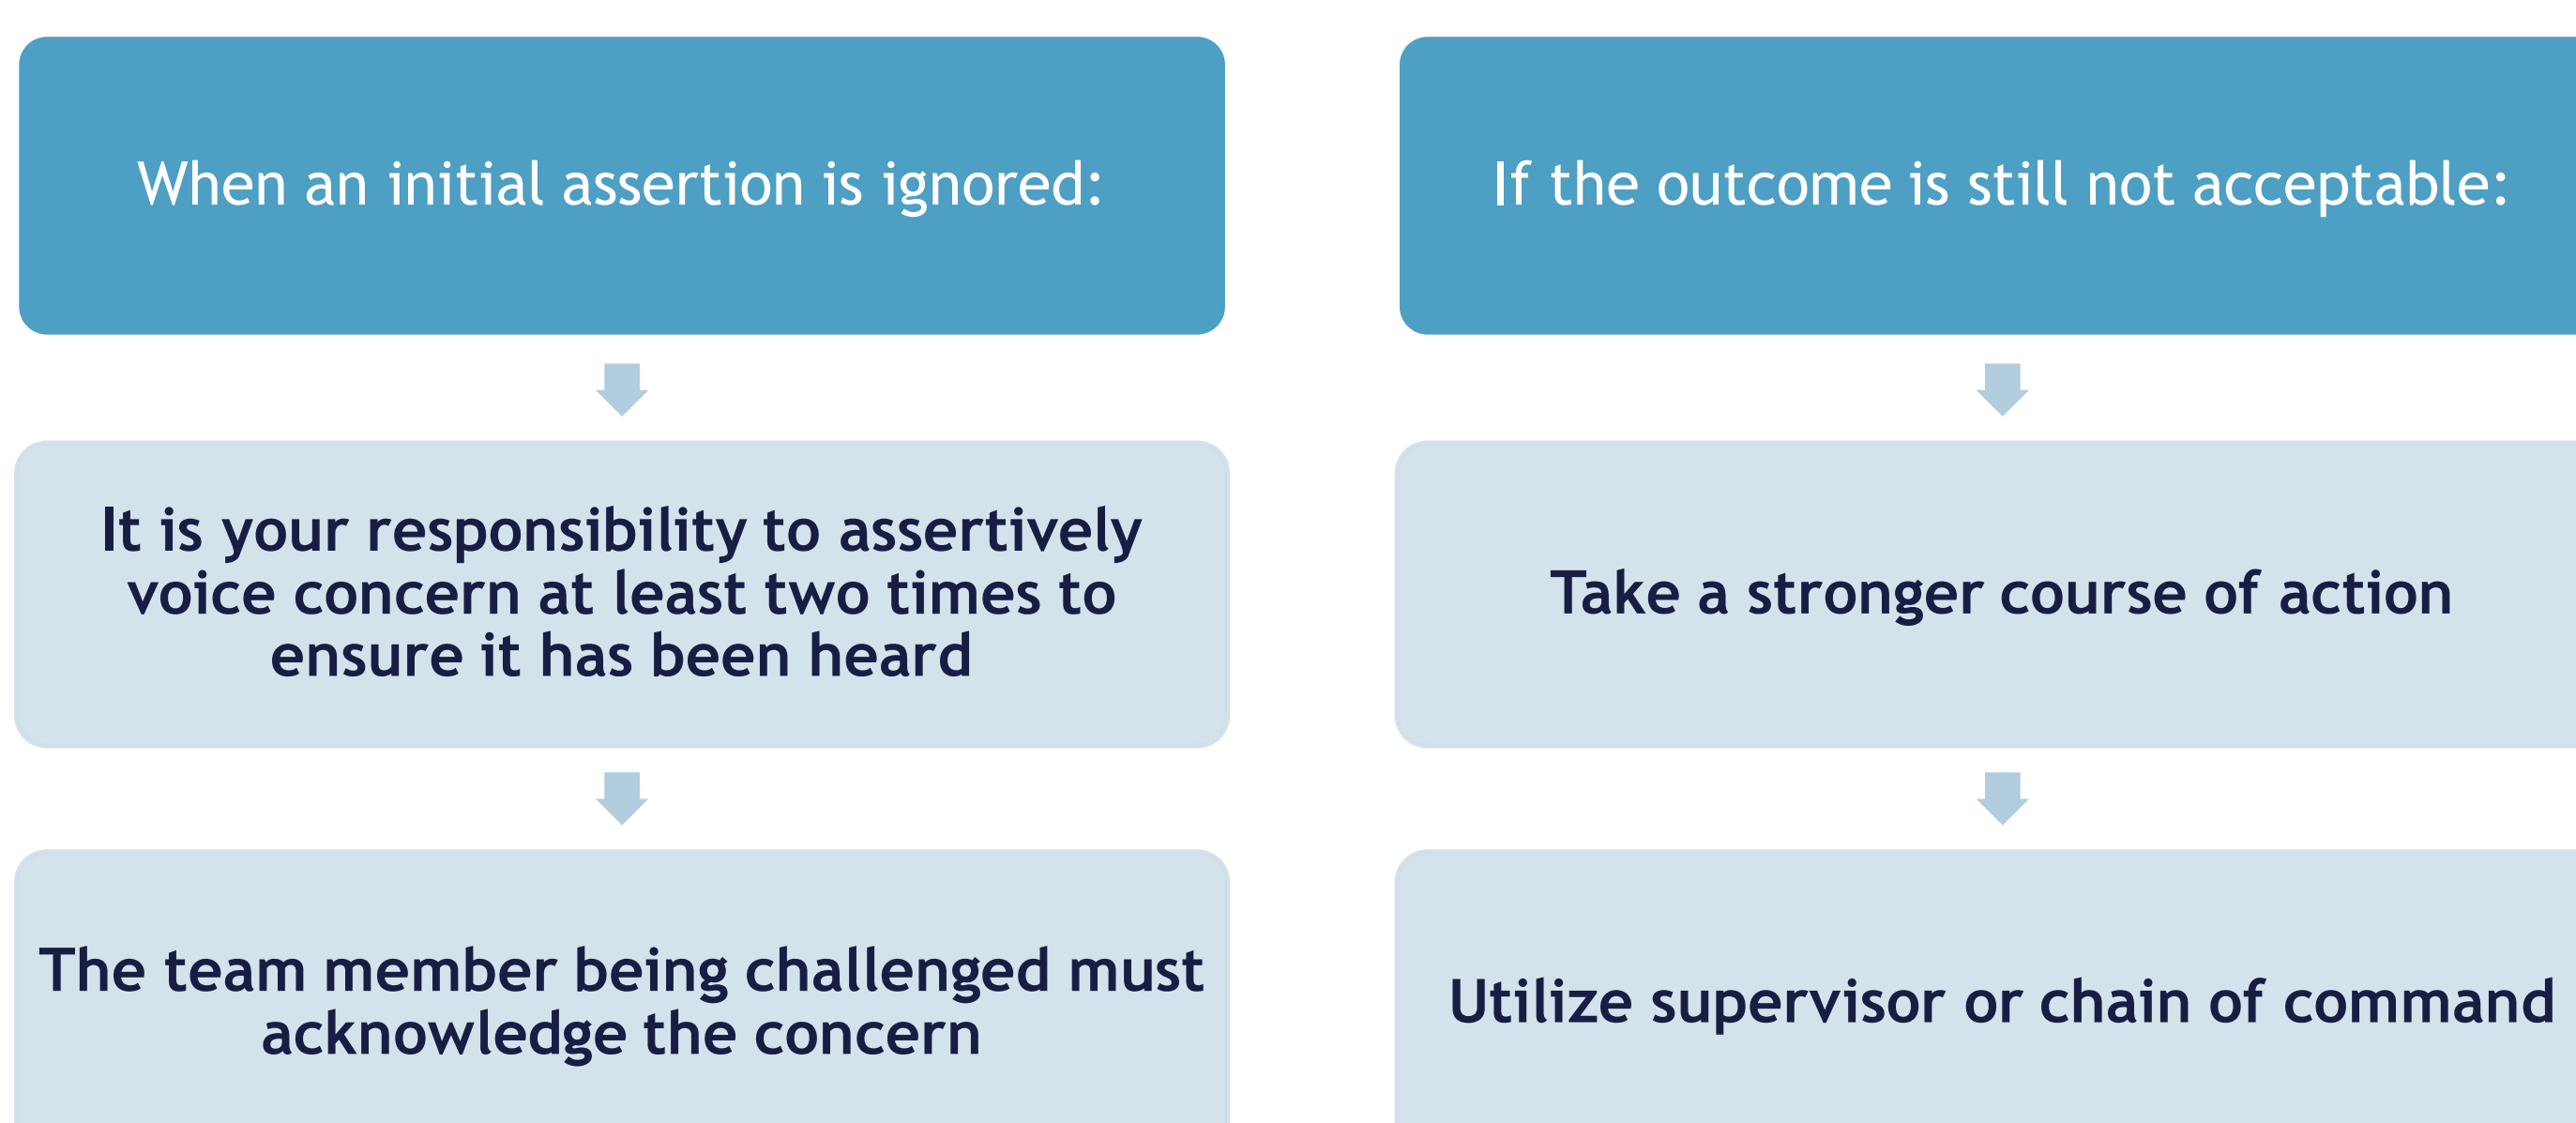 When an initial assertion is ignored:
It is your responsibility to assertively
voice concern at least two times to
ensure it has been heard
The team member being challenged must
acknowledge the concern
If the outcome is still not acceptable:
Take a stronger course of action
Utilize supervisor or chain of command